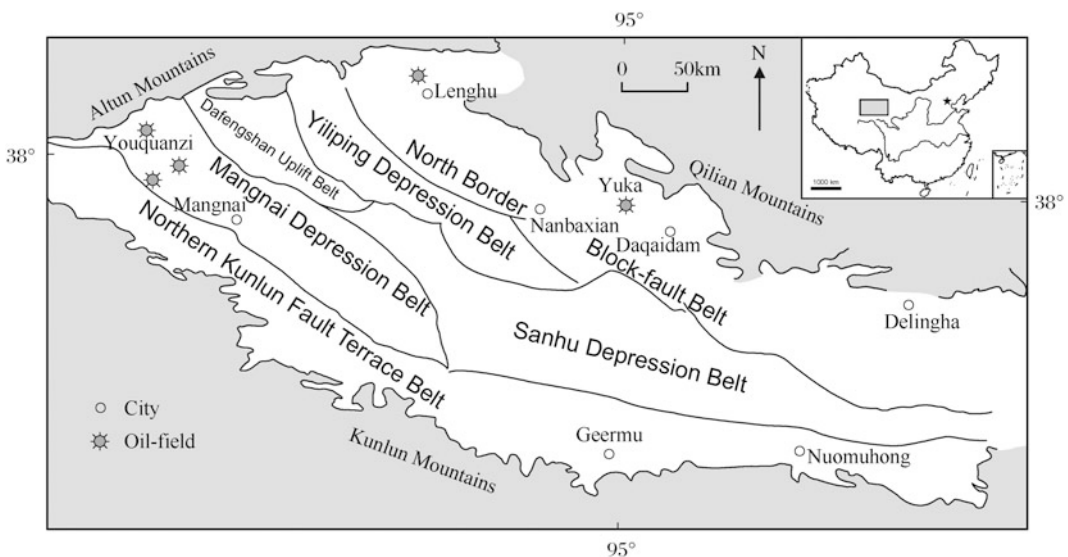 95°
Altun Mountains
Lenghu
0 50km
N
1000 km
Youquanzi
38°
Dafengshan Uplift Belt
Yiliping Depression Belt
North Border
Block-fault Belt
Yuka
Qilian Mountains
38°
Mangnai
Mangnai Depression Belt
Nanbaxian
Daqaidam
Northern Kunlun Fault Terrace Belt
Sanhu Depression Belt
Delingha
City
Oil-field
Kunlun Mountains
Geermu
Nuomuhong
95°